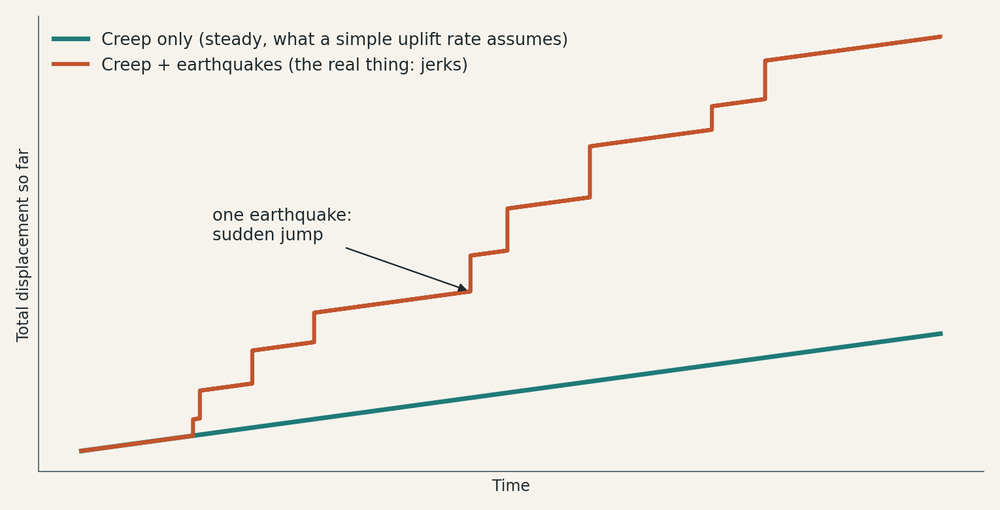 Creep only (steady, what a simple uplift rate assumes)
Creep + earthquakes (the real thing: jerks)
one earthquake:
sudden jump
Total displacement so far
Time